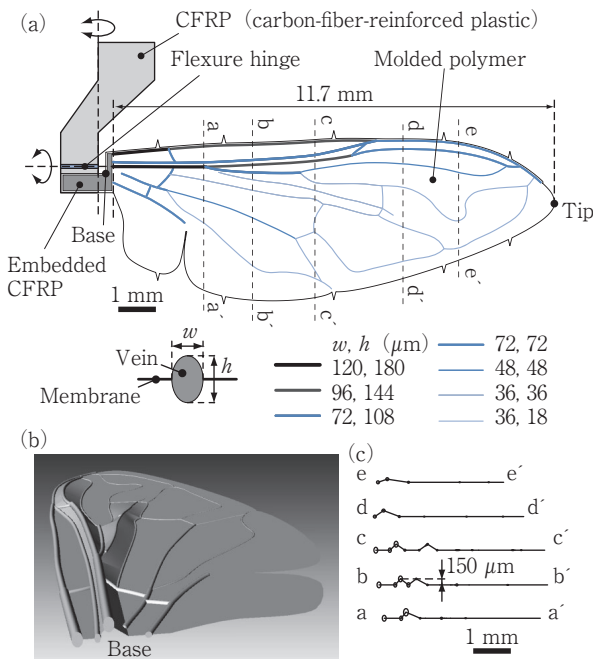 (a)
CFRP (carbon-fiber-reinforced plastic)
Flexure hinge
Molded polymer
11.7 mm
a b c d e
Tip
Base
Embedded
CFRP
1 mm
a´ b´ c´ d´ e´
w
Vein
h
Membrane
w, h (μm)
120, 180
96, 144
72, 108
72, 72
48, 48
36, 36
36, 18
(b)
Base
(c)
e e´
d d´
c c´
150 μm
b b´
a a´
1 mm